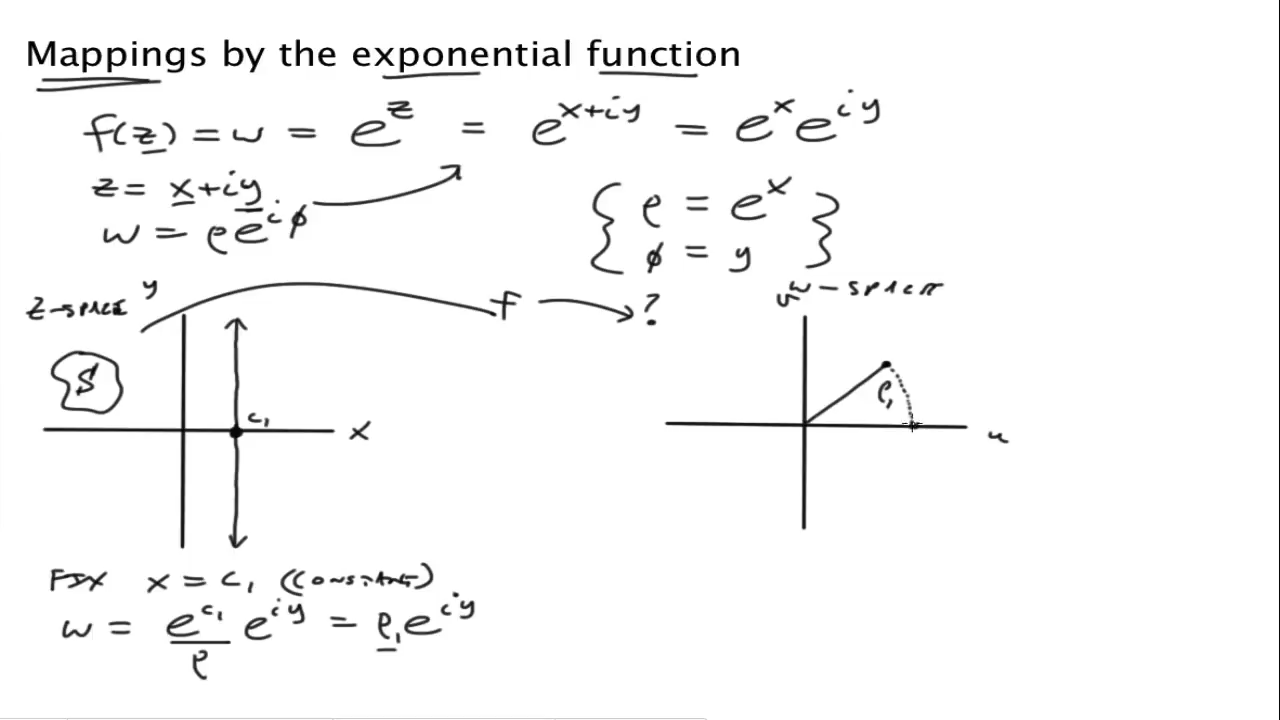 Mappings by the exponential function
f(z) = w = e^z = e^{x+iy} = e^x e^{iy}
z = x+iy
w = ρe^{iϕ}
{ ρ = e^x
ϕ = y }
z-SPACE y
f → ?
v w-SPACE
S
c₁
x
ρ₁
u
FIX x = c₁ (CONSTANT)
w = e^{c₁} e^{iy} = ρ₁e^{iy}
ρ